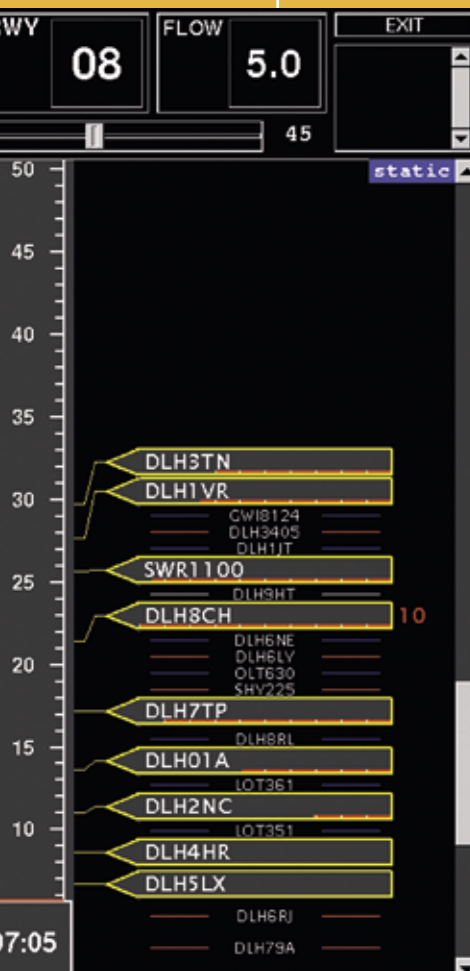 RWY FLOW EXIT
08 5.0
45
static
50
45
40
35
DLH3TN
30
DLH1VR
GWI8124
DLH3405
DLH1JT
SWR1100
25
DLH9HT
DLH8CH 10
DLH6NE
DLH6LY
20
OLT630
SHY225
DLH7TP
DLH8RL
15
DLH01A
LOT361
DLH2NC
10
LOT351
DLH4HR
DLH5LX
DLH6RJ
07:05
DLH79A